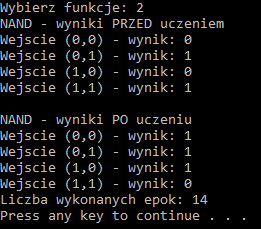 Wybierz funkcje: 2
NAND - wyniki PRZED uczeniem
Wejscie (0,0) - wynik: 0
Wejscie (0,1) - wynik: 1
Wejscie (1,0) - wynik: 0
Wejscie (1,1) - wynik: 1
NAND - wyniki PO uczeniu
Wejscie (0,0) - wynik: 1
Wejscie (0,1) - wynik: 1
Wejscie (1,0) - wynik: 1
Wejscie (1,1) - wynik: 0
Liczba wykonanych epok: 14
Press any key to continue . . .